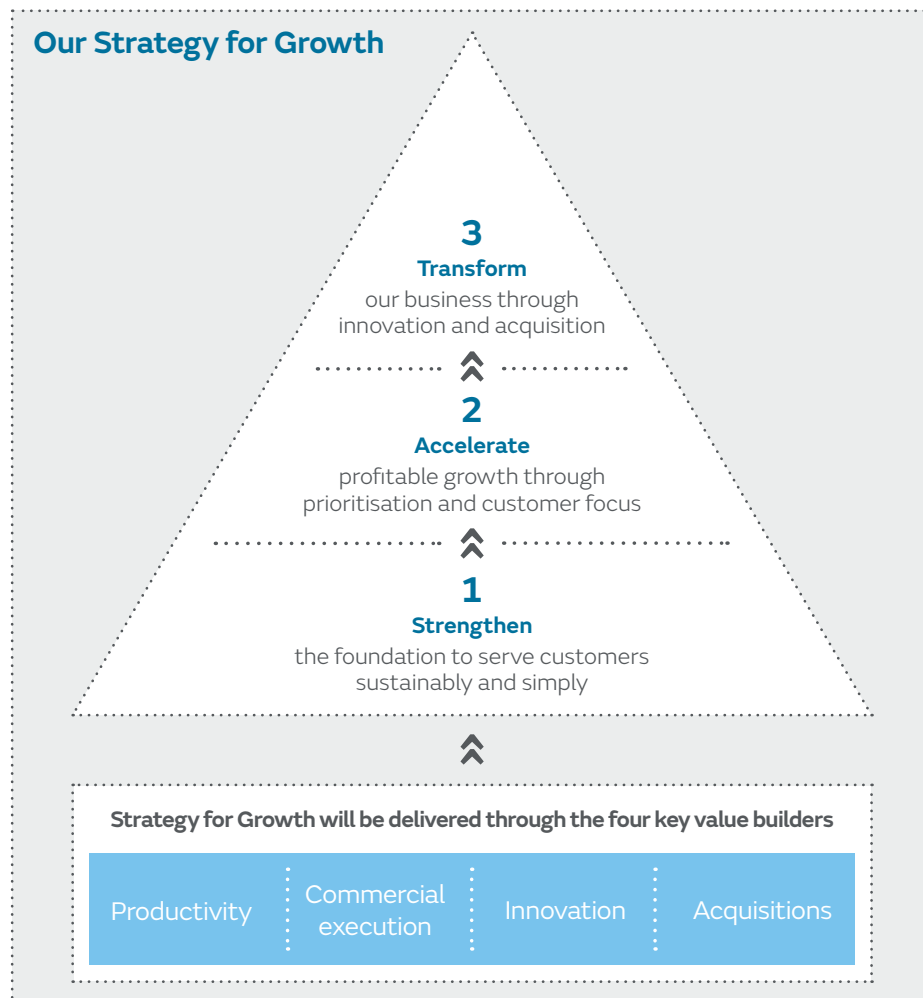 Our Strategy for Growth
3
Transform
our business through
innovation and acquisition
2
Accelerate
profitable growth through
prioritisation and customer focus
1
Strengthen
the foundation to serve customers
sustainably and simply
Strategy for Growth will be delivered through the four key value builders
Productivity
Commercial
execution
Innovation
Acquisitions